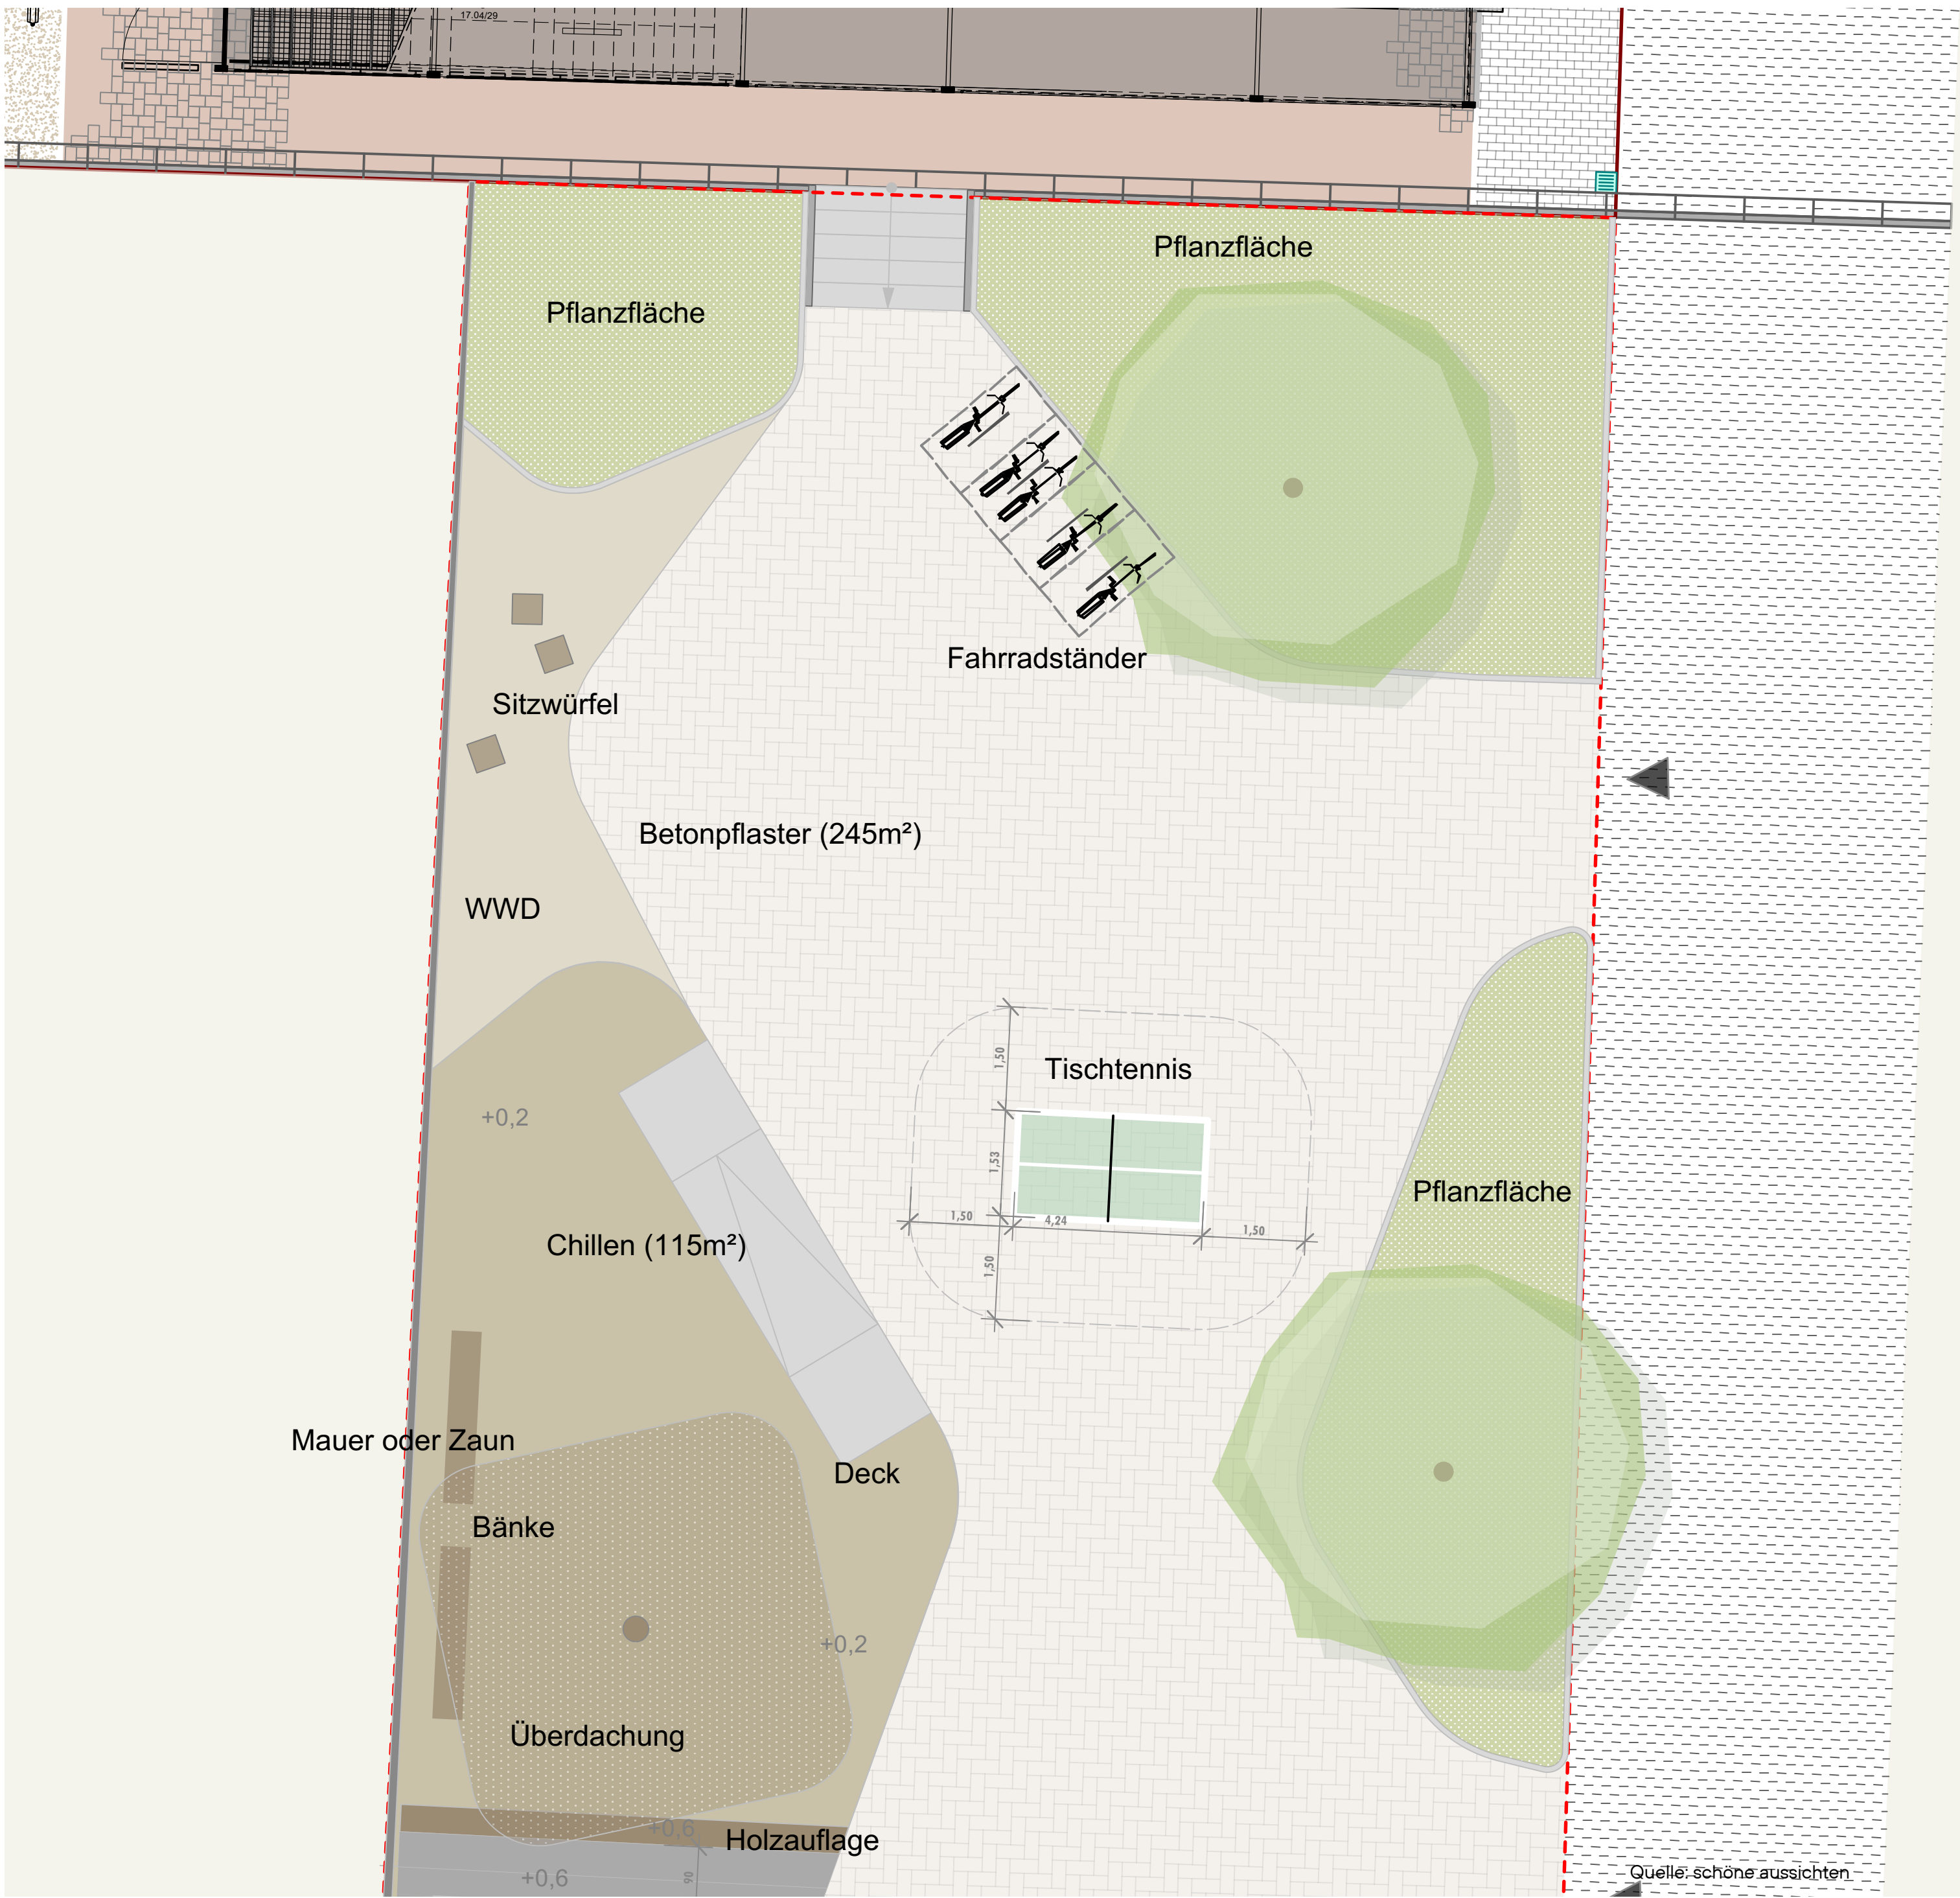 17.04/29
Pflanzfläche
Pflanzfläche
Fahrradständer
Sitzwürfel
Betonpflaster (245m²)
WWD
1,50
Tischtennis
+0,2
1,53
Pflanzfläche
1,50
4,24
1,50
Chillen (115m²)
1,50
Mauer oder Zaun
Deck
Bänke
+0,2
Überdachung
+0,6
Holzauflage
+0,6
90
Quelle: schöne aussichten